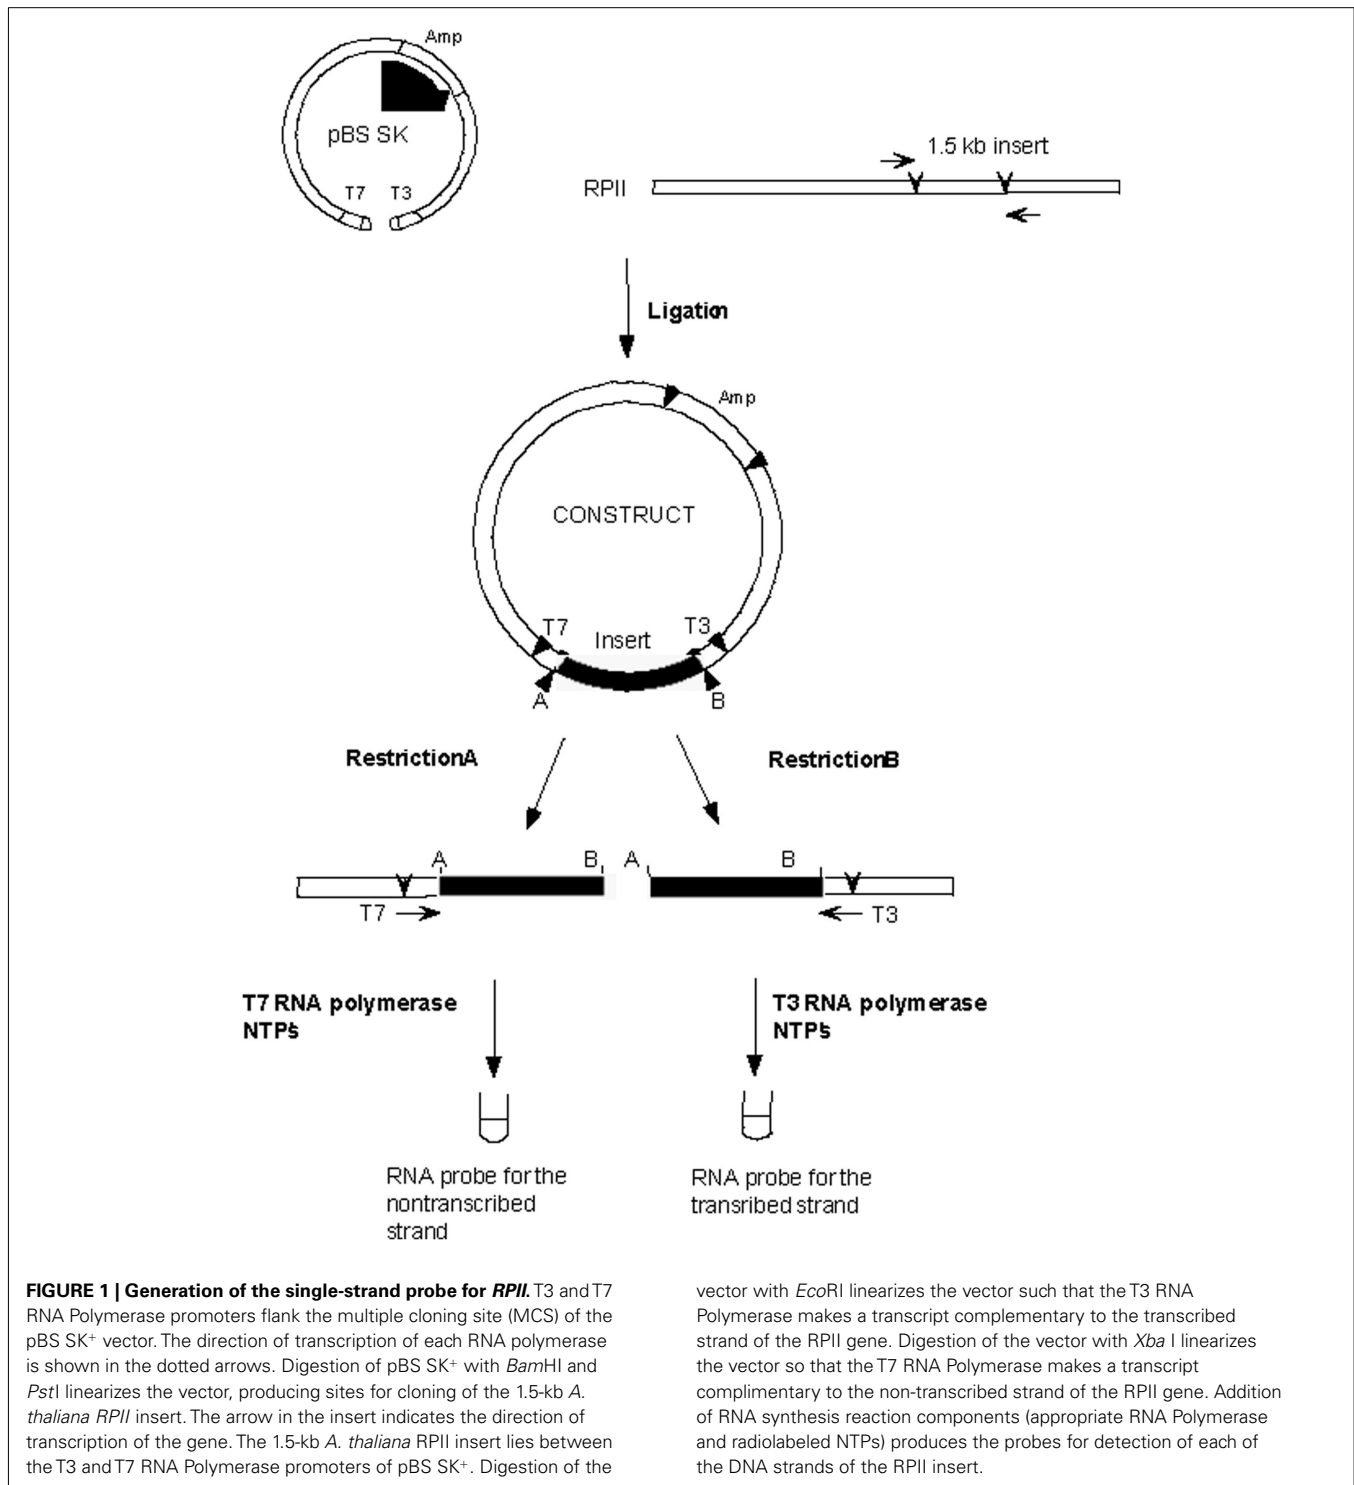 Amp
pBS SK
T7 T3
1.5 kb insert
RPII
Ligation
Amp
CONSTRUCT
T7 Insert T3
A B
RestrictionA RestrictionB
A B A B
T7 T3
T7 RNA polymerase
NTP's
T3 RNA polymerase
NTP's
RNA probe for the
nontranscribed
strand
RNA probe for the
transribed strand
FIGURE 1 | Generation of the single-strand probe for RPII. T3 and T7
RNA Polymerase promoters flank the multiple cloning site (MCS) of the
pBS SK+ vector. The direction of transcription of each RNA polymerase
is shown in the dotted arrows. Digestion of pBS SK+ with BamHI and
PstI linearizes the vector, producing sites for cloning of the 1.5-kb A.
thaliana RPII insert. The arrow in the insert indicates the direction of
transcription of the gene. The 1.5-kb A. thaliana RPII insert lies between
the T3 and T7 RNA Polymerase promoters of pBS SK+. Digestion of the
vector with EcoRI linearizes the vector such that the T3 RNA
Polymerase makes a transcript complementary to the transcribed
strand of the RPII gene. Digestion of the vector with Xba I linearizes
the vector so that the T7 RNA Polymerase makes a transcript
complimentary to the non-transcribed strand of the RPII gene. Addition
of RNA synthesis reaction components (appropriate RNA Polymerase
and radiolabeled NTPs) produces the probes for detection of each of
the DNA strands of the RPII insert.